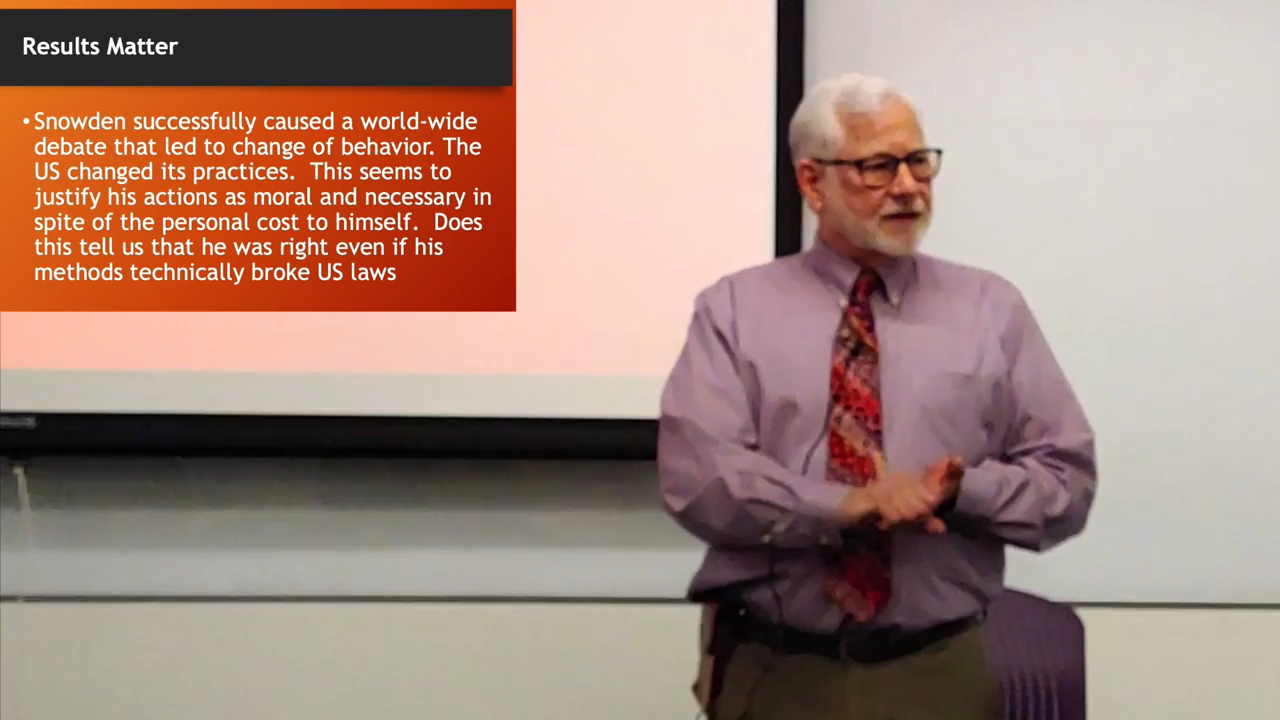 Results Matter
• Snowden successfully caused a world-wide
debate that led to change of behavior. The
US changed its practices.  This seems to
justify his actions as moral and necessary in
spite of the personal cost to himself.  Does
this tell us that he was right even if his
methods technically broke US laws